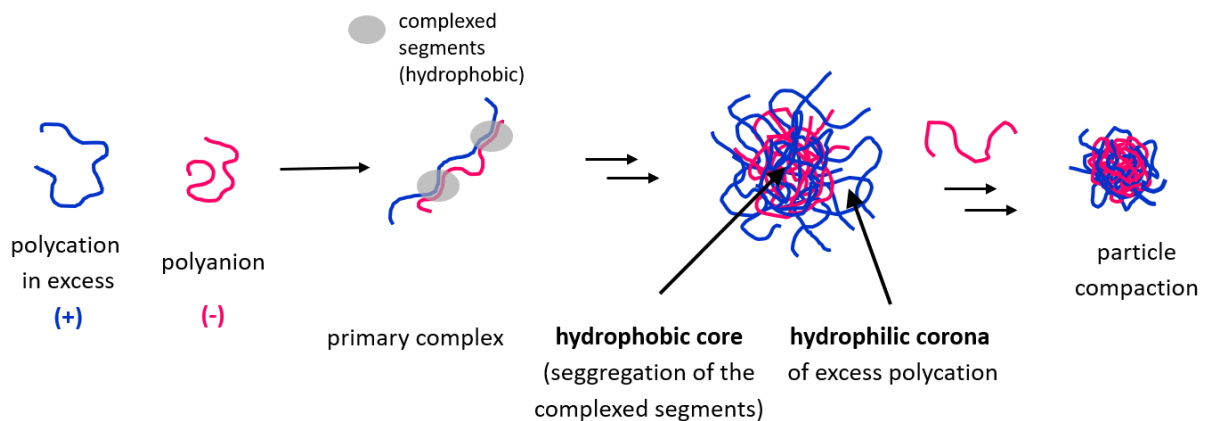 complexed
segments
(hydrophobic)
polycation
in excess
(+)
polyanion
(-)
primary complex
hydrophobic core
(seggregation of the
complexed segments)
hydrophilic corona
of excess polycation
particle
compaction